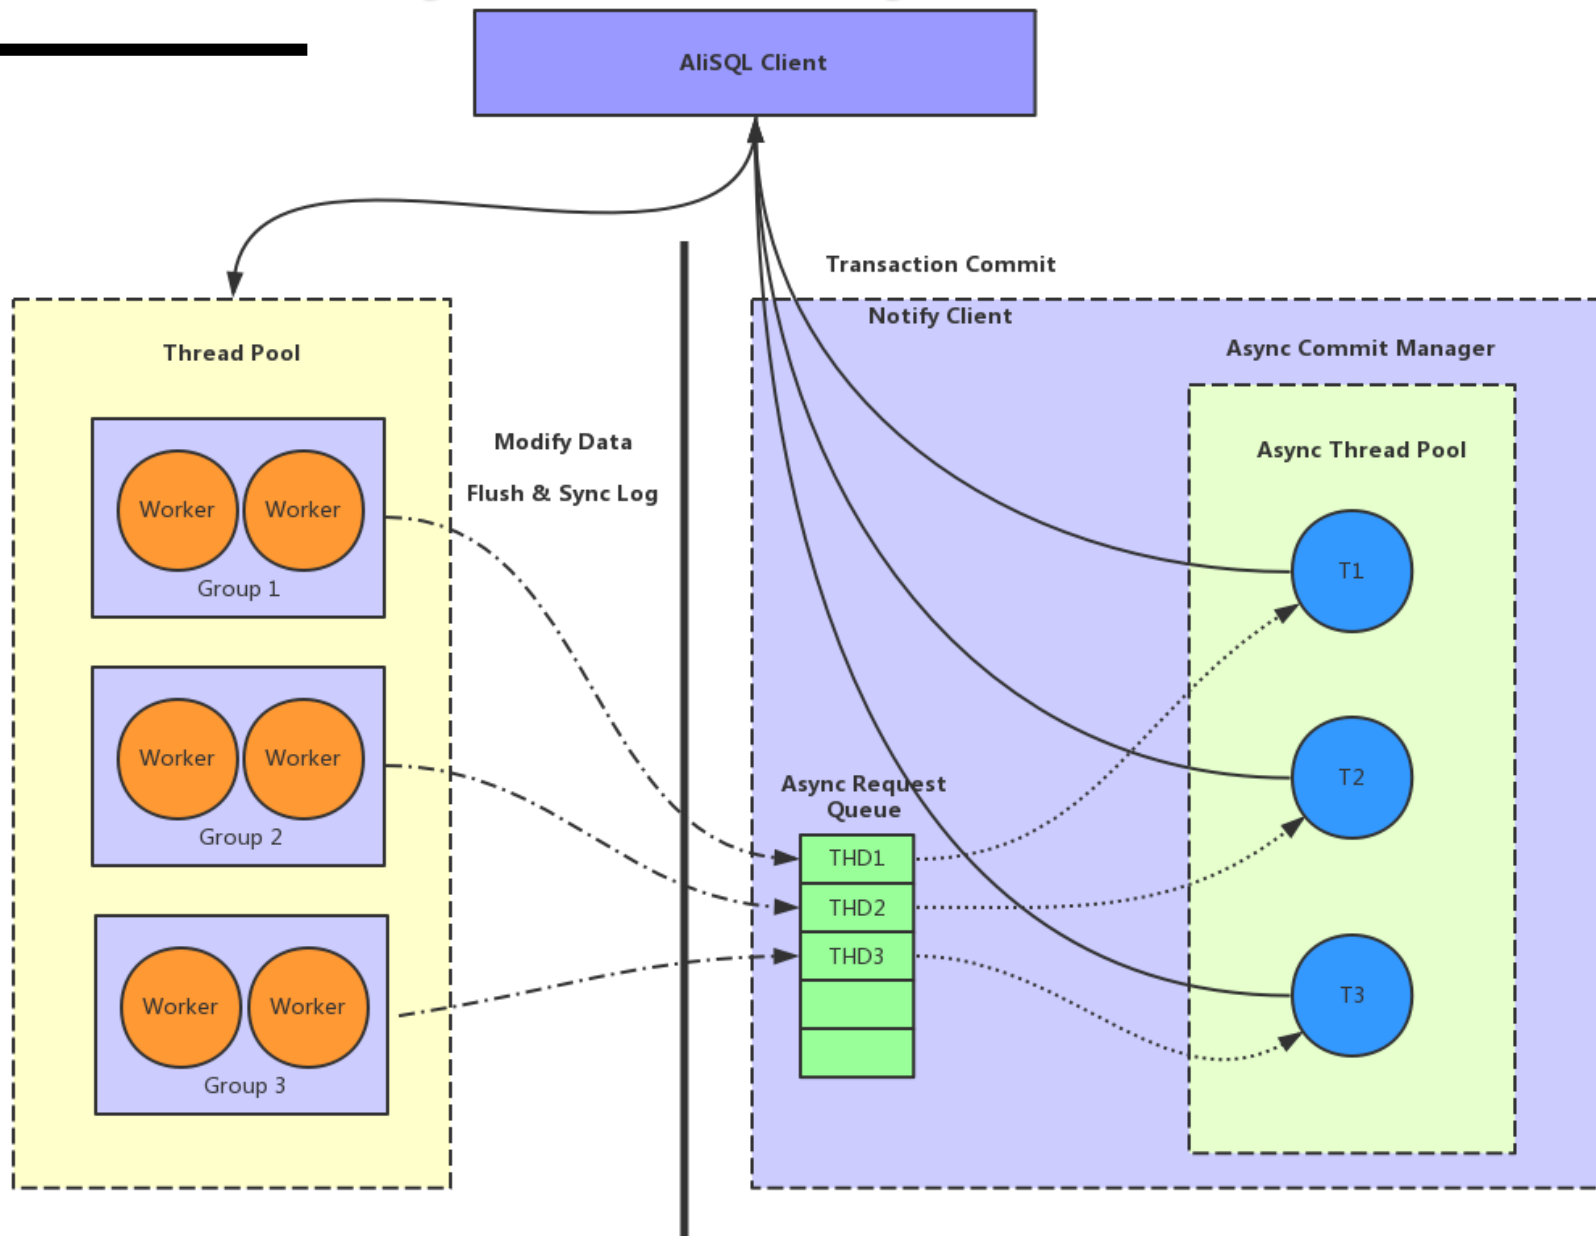 AliSQL Client
Transaction Commit
Notify Client
Thread Pool
Async Commit Manager
Modify Data
Flush & Sync Log
Async Thread Pool
Worker Worker
Group 1
T1
Worker Worker
Group 2
T2
Async Request
Queue
THD1
THD2
THD3
Worker Worker
Group 3
T3